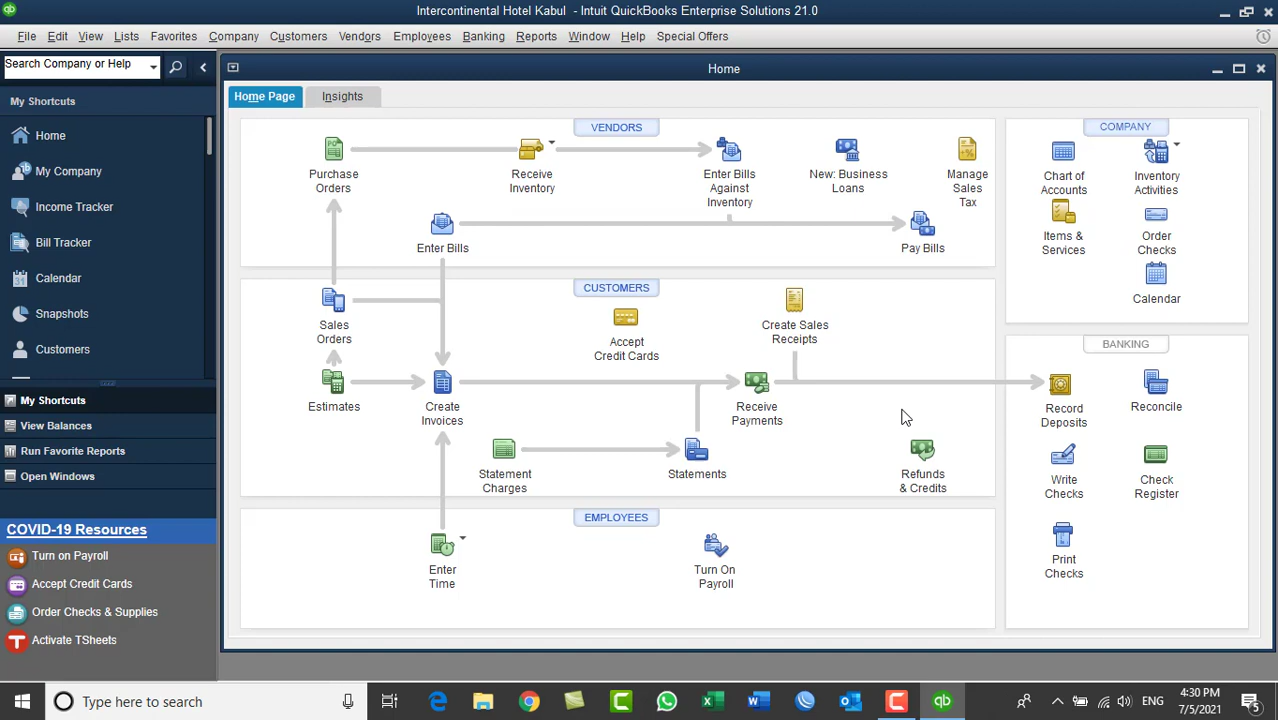 Intercontinental Hotel Kabul - Intuit QuickBooks Enterprise Solutions 21.0
File Edit View Lists Favorites Company Customers Vendors Employees Banking Reports Window Help Special Offers
Search Company or Help
Home
Home Page Insights
My Shortcuts
Home
My Company
Income Tracker
Bill Tracker
Calendar
Snapshots
Customers
My Shortcuts
View Balances
Run Favorite Reports
Open Windows
COVID-19 Resources
Turn on Payroll
Accept Credit Cards
Order Checks & Supplies
Activate TSheets
VENDORS
Purchase
Orders
Receive
Inventory
Enter Bills
Against
Inventory
New: Business
Loans
Manage
Sales
Tax
Enter Bills
Pay Bills
CUSTOMERS
Sales
Orders
Accept
Credit Cards
Create Sales
Receipts
Estimates
Create
Invoices
Receive
Payments
Statement
Charges
Statements
Refunds
& Credits
EMPLOYEES
Enter
Time
Turn On
Payroll
COMPANY
Chart of
Accounts
Inventory
Activities
Items &
Services
Order
Checks
Calendar
BANKING
Record
Deposits
Reconcile
Write
Checks
Check
Register
Print
Checks
Type here to search
ENG
4:30 PM
7/5/2021
5